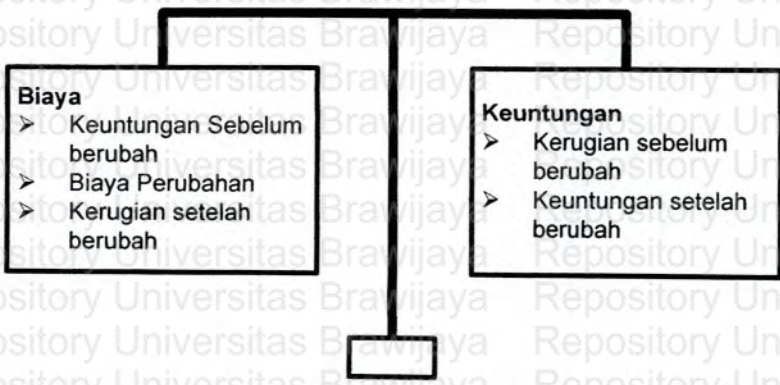 Biaya
➢ Keuntungan Sebelum
berubah
➢ Biaya Perubahan
➢ Kerugian setelah
berubah
Keuntungan
➢ Kerugian sebelum
berubah
➢ Keuntungan setelah
berubah
Repository Universitas Brawijaya